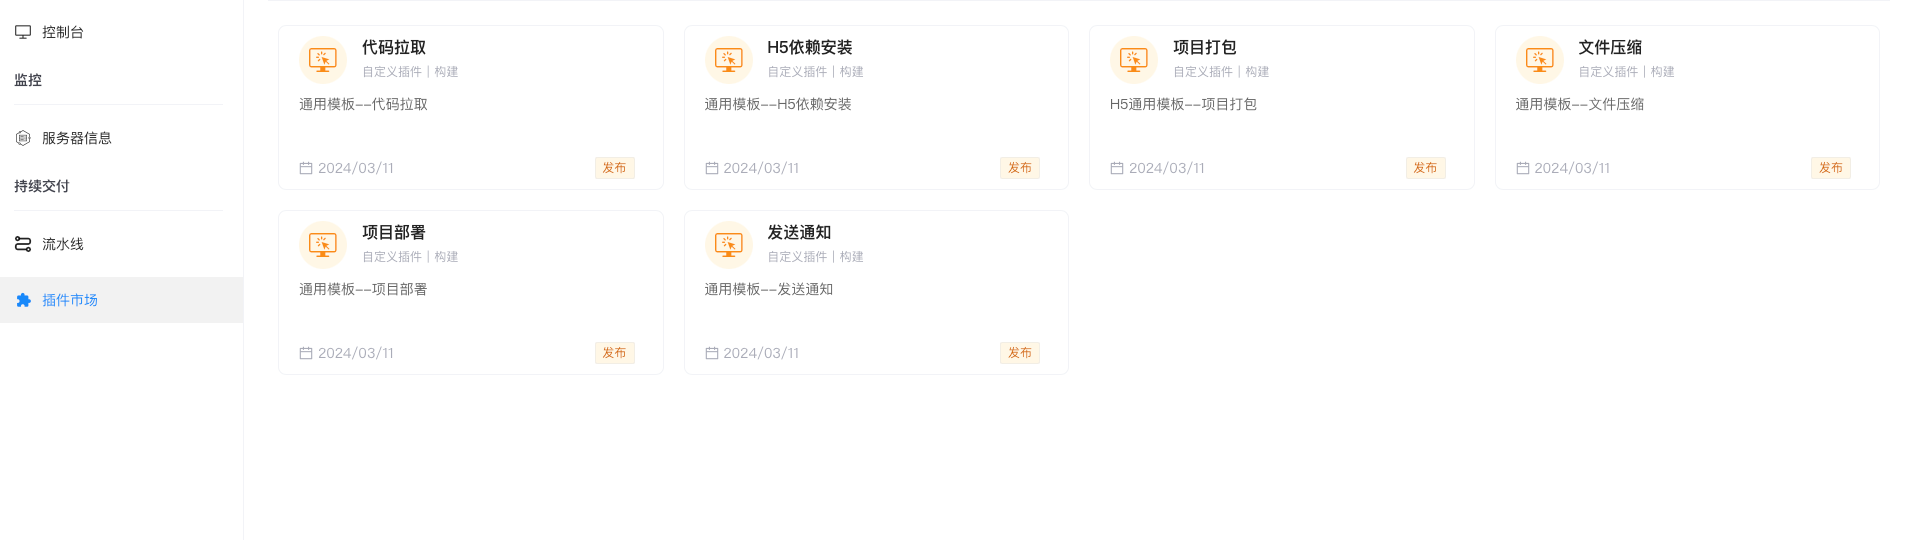 控制台
监控
服务器信息
持续交付
流水线
插件市场
代码拉取
自定义插件 | 构建
通用模板--代码拉取
2024/03/11
发布
H5依赖安装
自定义插件 | 构建
通用模板--H5依赖安装
2024/03/11
发布
项目打包
自定义插件 | 构建
H5通用模板--项目打包
2024/03/11
发布
文件压缩
自定义插件 | 构建
通用模板--文件压缩
2024/03/11
发布
项目部署
自定义插件 | 构建
通用模板--项目部署
2024/03/11
发布
发送通知
自定义插件 | 构建
通用模板--发送通知
2024/03/11
发布